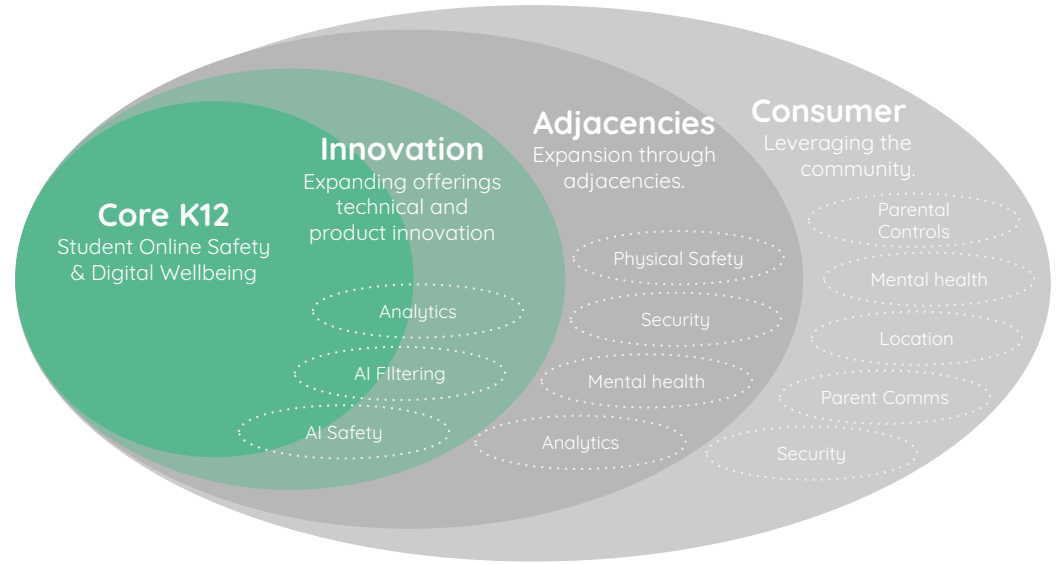 Core K12
Student Online Safety
& Digital Wellbeing
Innovation
Expanding offerings
technical and
product innovation
Analytics
AI FIltering
AI Safety
Adjacencies
Expansion through
adjacencies.
Physical Safety
Security
Mental health
Analytics
Consumer
Leveraging the
community.
Parental
Controls
Mental health
Location
Parent Comms
Security